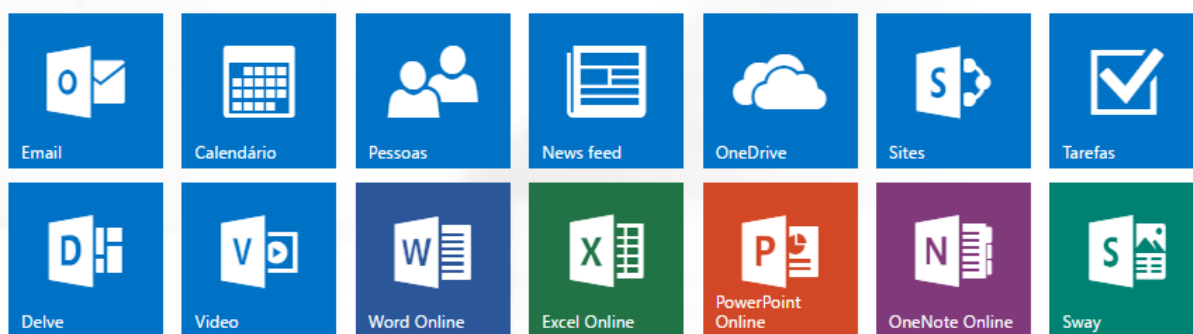 Email
Calendário
Pessoas
News feed
OneDrive
Sites
Tarefas
Delve
Video
Word Online
Excel Online
PowerPoint
Online
OneNote Online
Sway